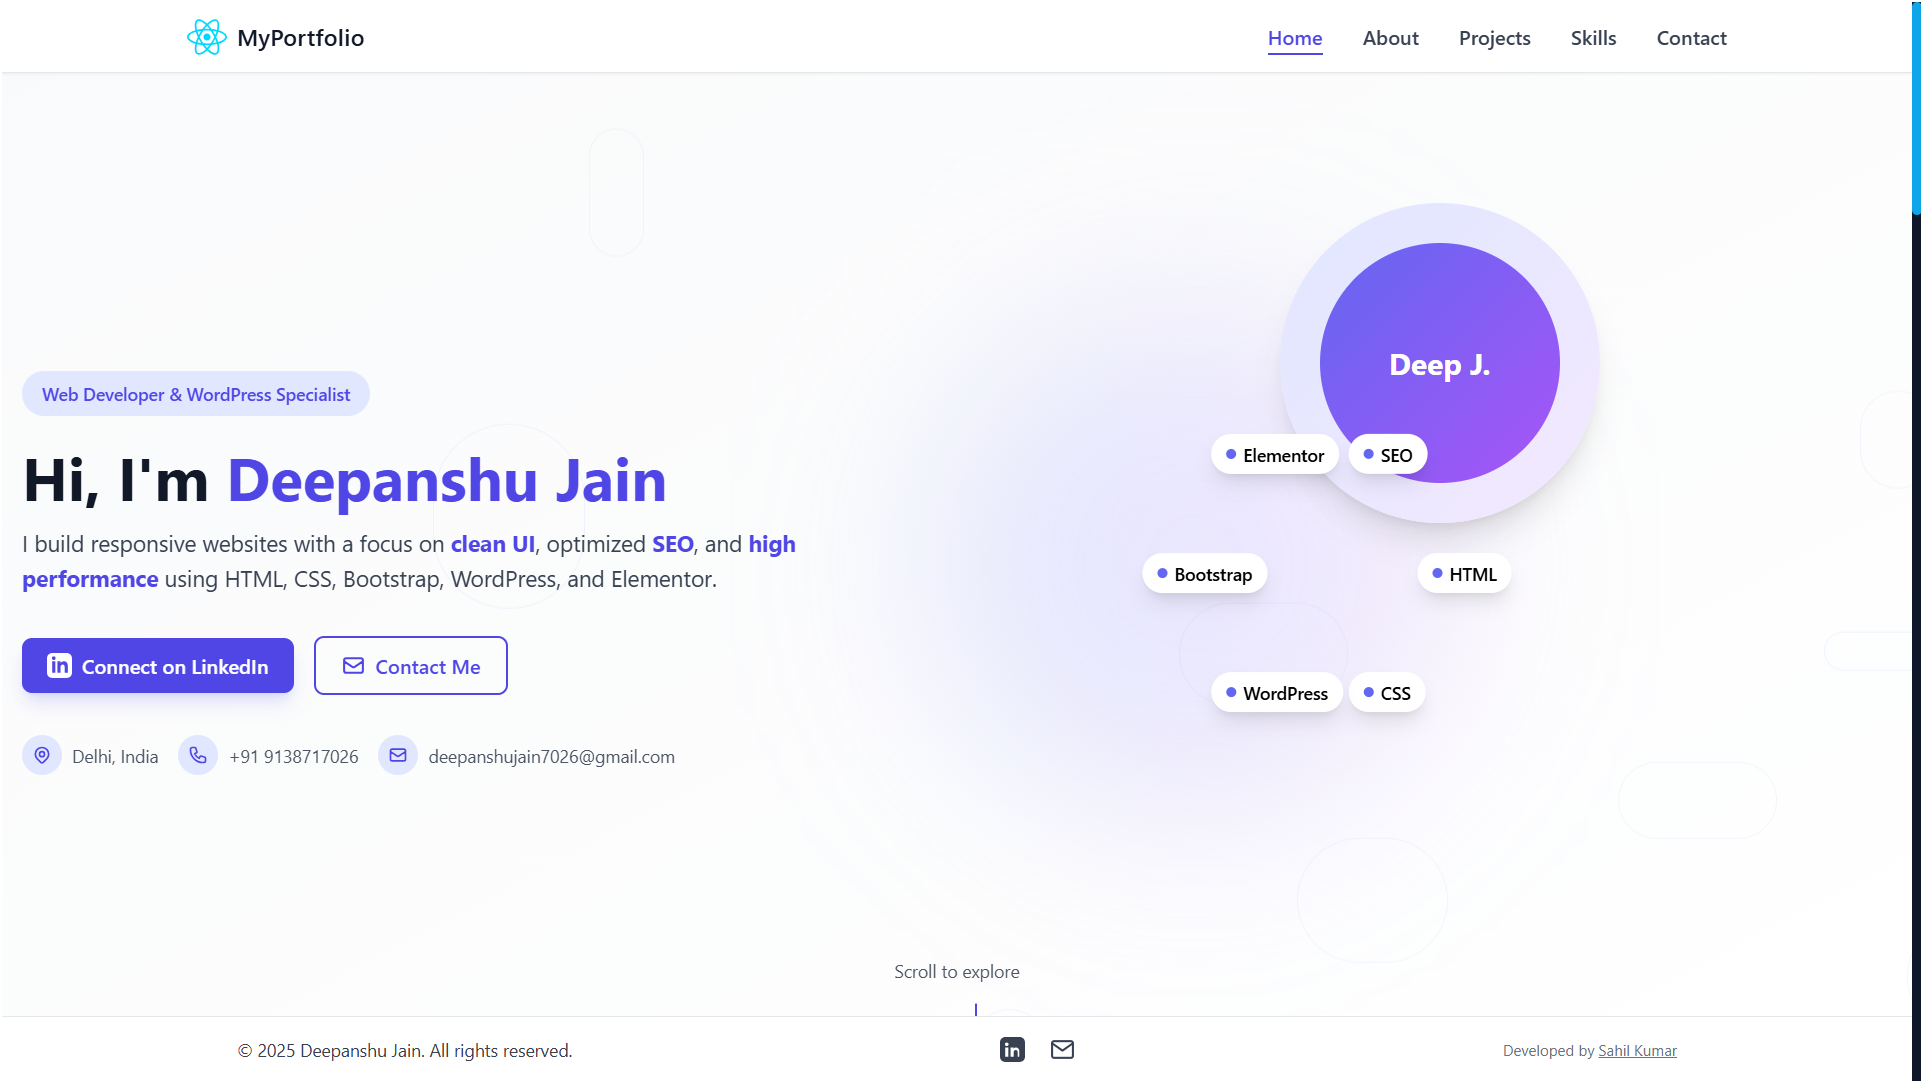 MyPortfolio
Home About Projects Skills Contact
Web Developer & WordPress Specialist
Hi, I'm Deepanshu Jain
I build responsive websites with a focus on clean UI, optimized SEO, and high
performance using HTML, CSS, Bootstrap, WordPress, and Elementor.
Connect on LinkedIn
Contact Me
Delhi, India +91 9138717026 deepanshujain7026@gmail.com
Deep J.
Elementor SEO
Bootstrap HTML
WordPress CSS
Scroll to explore
© 2025 Deepanshu Jain. All rights reserved.
Developed by Sahil Kumar